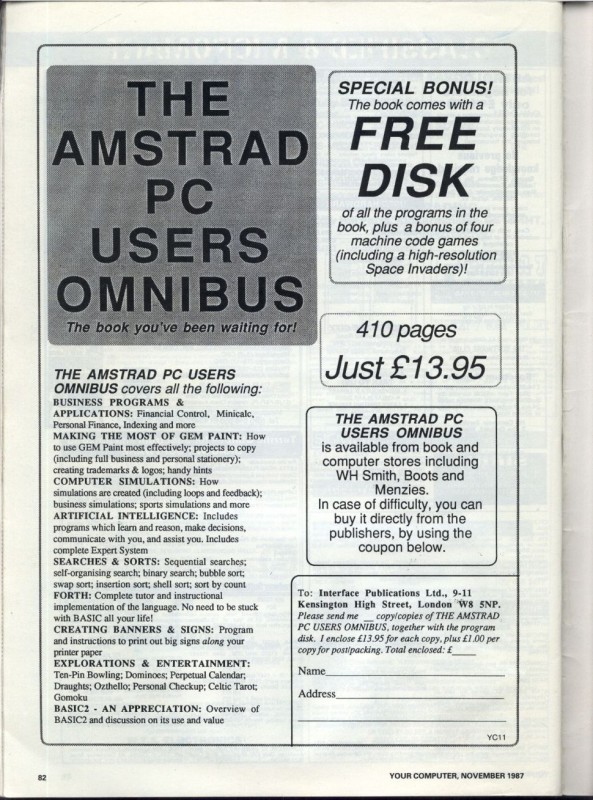 THE
AMSTRAD
PC
USERS
OMNIBUS
The book you've been waiting for!
SPECIAL BONUS!
The book comes with a
FREE
DISK
of all the programs in the
book, plus a bonus of four
machine code games
(including a high-resolution
Space Invaders)!
410 pages
Just £13.95
THE AMSTRAD PC USERS
OMNIBUS covers all the following:
BUSINESS PROGRAMS &
APPLICATIONS: Financial Control, Minicalc,
Personal Finance, Indexing and more
MAKING THE MOST OF GEM PAINT: How
to use GEM Paint most effectively; projects to copy
(including full business and personal stationery);
creating trademarks & logos; handy hints
COMPUTER SIMULATIONS: How
simulations are created (including loops and feedback);
business simulations; sports simulations and more
ARTIFICIAL INTELLIGENCE: Includes
programs which learn and reason, make decisions,
communicate with you, and assist you. Includes
complete Expert System
SEARCHES & SORTS: Sequential searches;
self-organising search; binary search; bubble sort;
swap sort; insertion sort; shell sort; sort by count
FORTH: Complete tutor and instructional
implementation of the language. No need to be stuck
with BASIC all your life!
CREATING BANNERS & SIGNS: Program
and instructions to print out big signs along your
printer paper
EXPLORATIONS & ENTERTAINMENT:
Ten-Pin Bowling; Dominoes; Perpetual Calendar;
Draughts; Ozthello; Personal Checkup; Celtic Tarot;
Gomoku
BASIC2 - AN APPRECIATION: Overview of
BASIC2 and discussion on its use and value
THE AMSTRAD PC
USERS OMNIBUS
is available from book and
computer stores including
WH Smith, Boots and
Menzies.
In case of difficulty, you can
buy it directly from the
publishers, by using the
coupon below.
To: Interface Publications Ltd., 9-11
Kensington High Street, London W8 5NP.
Please send me __ copy/copies of THE AMSTRAD
PC USERS OMNIBUS, together with the program
disk. I enclose £13.95 for each copy, plus £1.00 per
copy for post/packing. Total enclosed: £____
Name
Address
YC11
82
YOUR COMPUTER, NOVEMBER 1987